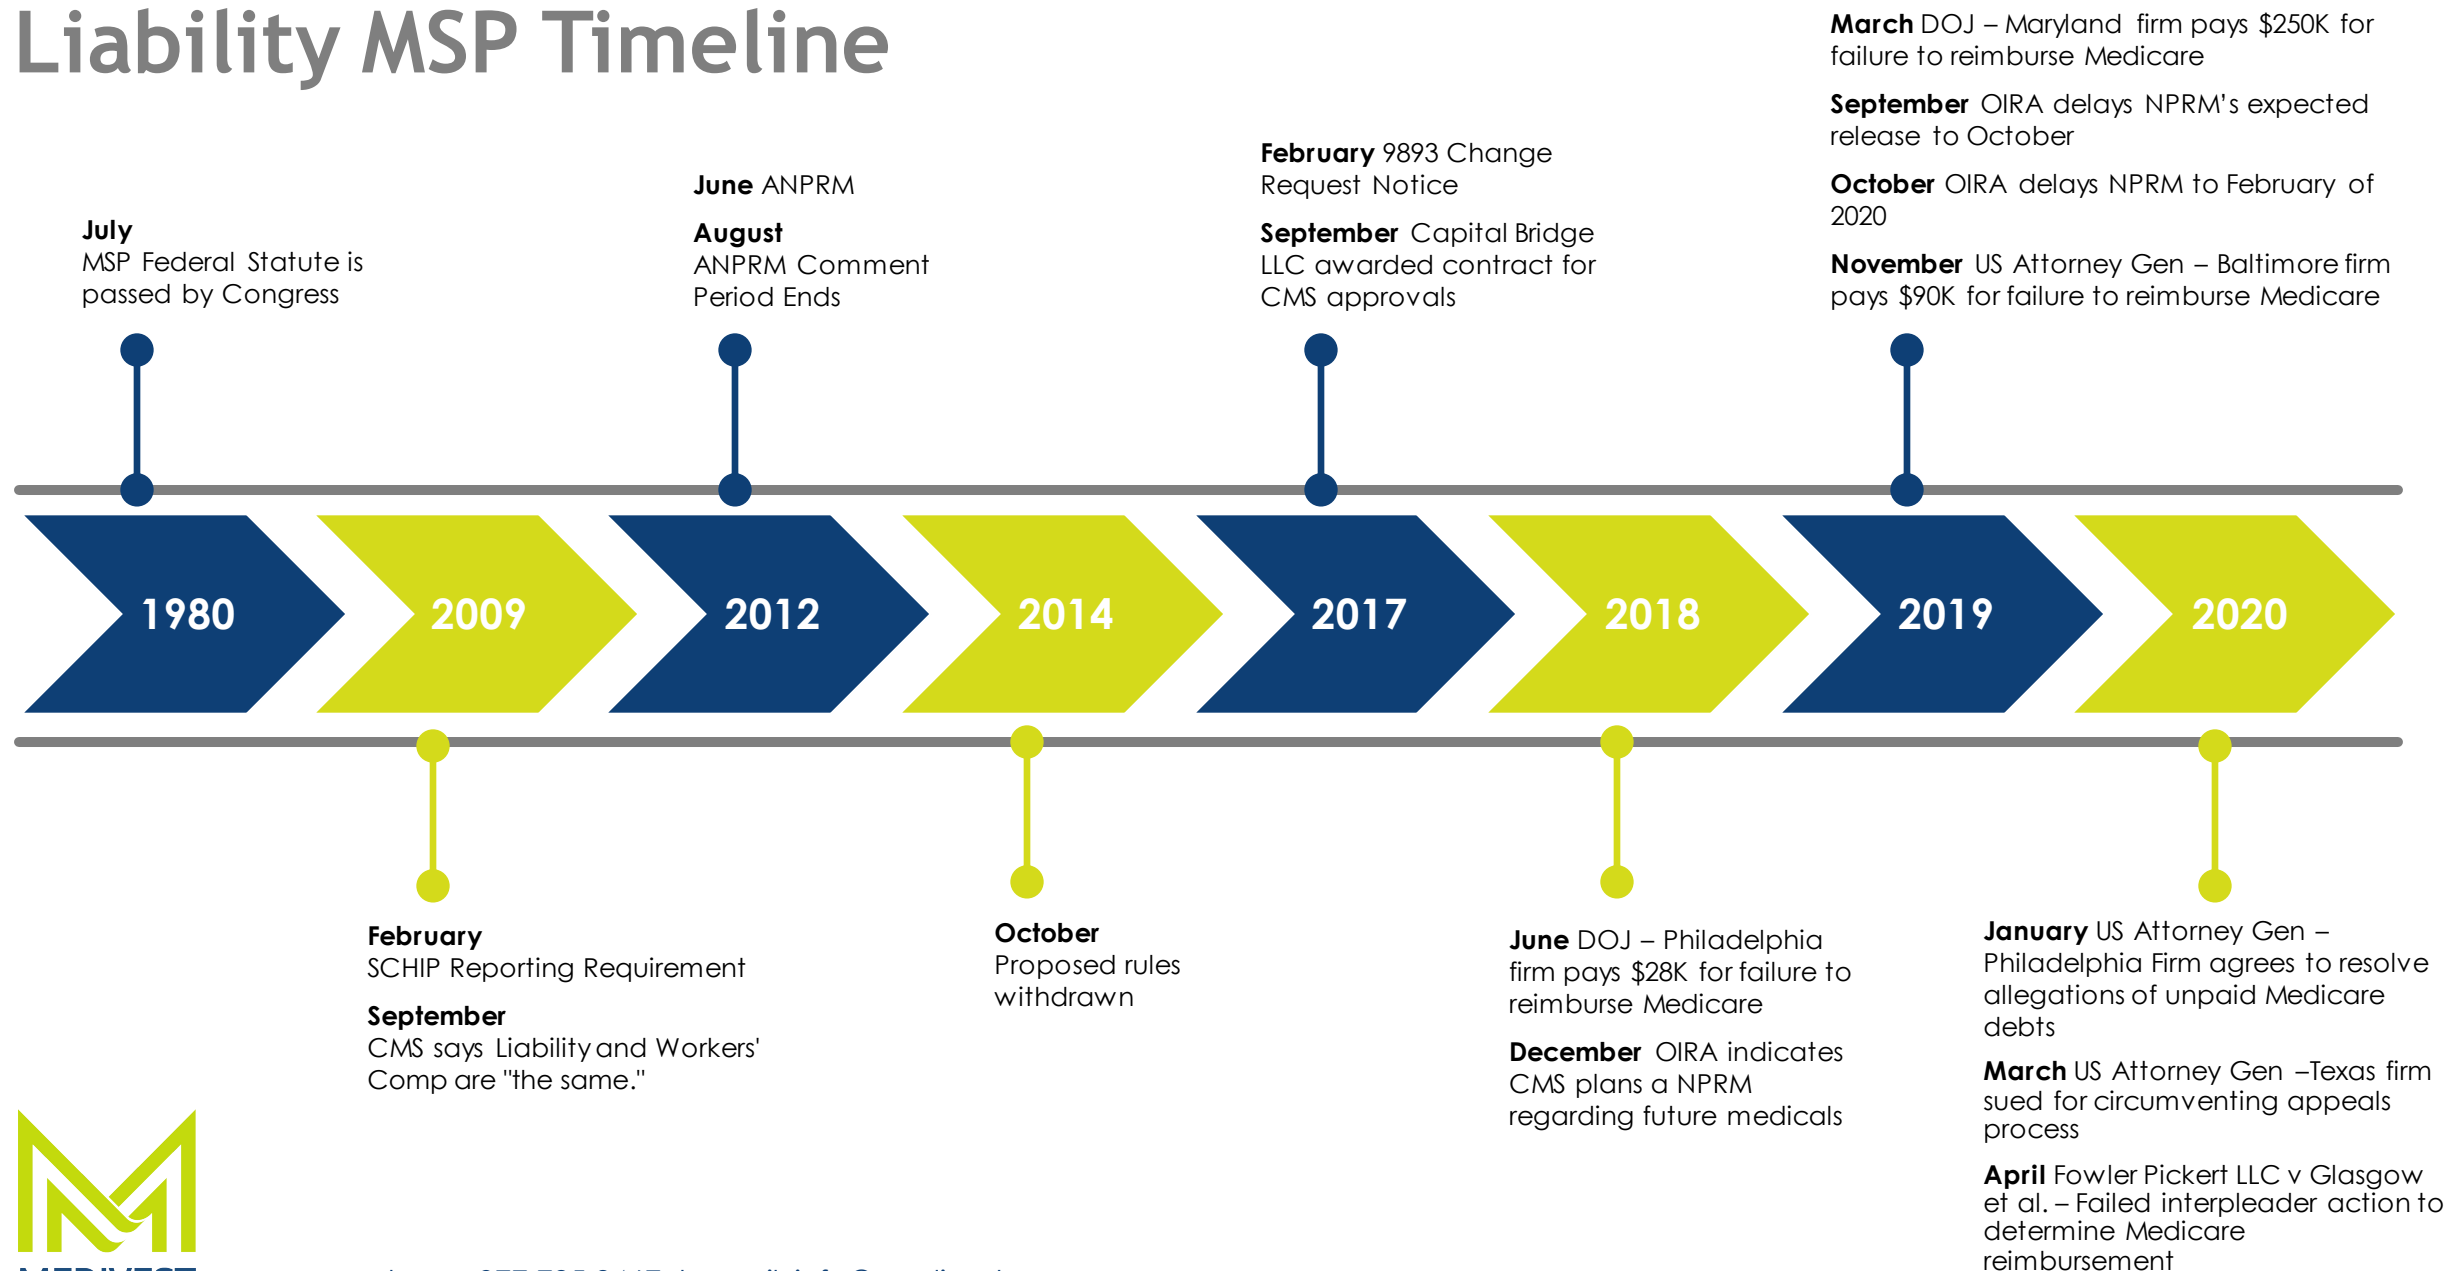 Liability MSP Timeline
July
MSP Federal Statute is
passed by Congress
June ANPRM
August
ANPRM Comment
Period Ends
February 9893 Change
Request Notice
September Capital Bridge
LLC awarded contract for
CMS approvals
March DOJ – Maryland firm pays $250K for
failure to reimburse Medicare
September OIRA delays NPRM's expected
release to October
October OIRA delays NPRM to February of
2020
November US Attorney Gen – Baltimore firm
pays $90K for failure to reimburse Medicare
1980
2009
2012
2014
2017
2018
2019
2020
February
SCHIP Reporting Requirement
September
CMS says Liability and Workers'
Comp are "the same."
October
Proposed rules
withdrawn
June DOJ – Philadelphia
firm pays $28K for failure to
reimburse Medicare
December OIRA indicates
CMS plans a NPRM
regarding future medicals
January US Attorney Gen –
Philadelphia Firm agrees to resolve
allegations of unpaid Medicare
debts
March US Attorney Gen –Texas firm
sued for circumventing appeals
process
April Fowler Pickert LLC v Glasgow
et al. – Failed interpleader action to
determine Medicare
reimbursement
MEDIVEST